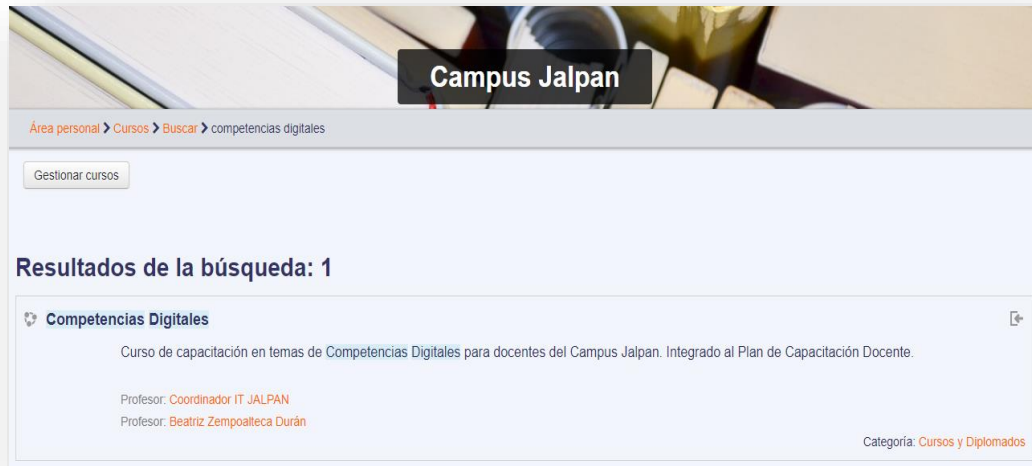 Campus Jalpan
Área personal > Cursos > Buscar > competencias digitales
Gestionar cursos
Resultados de la búsqueda: 1
Competencias Digitales
Curso de capacitación en temas de Competencias Digitales para docentes del Campus Jalpan. Integrado al Plan de Capacitación Docente.
Profesor: Coordinador IT JALPAN
Profesor: Beatriz Zempoalteca Durán
Categoría: Cursos y Diplomados